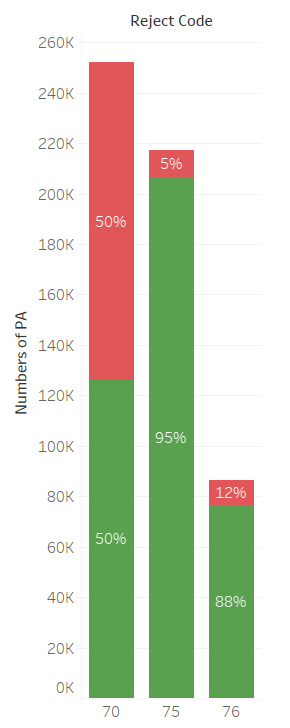 Reject Code
260K
240K
220K
200K
180K
160K
140K
120K
100K
80K
60K
40K
20K
0K
Numbers of PA
50%
50%
5%
95%
12%
88%
70 75 76